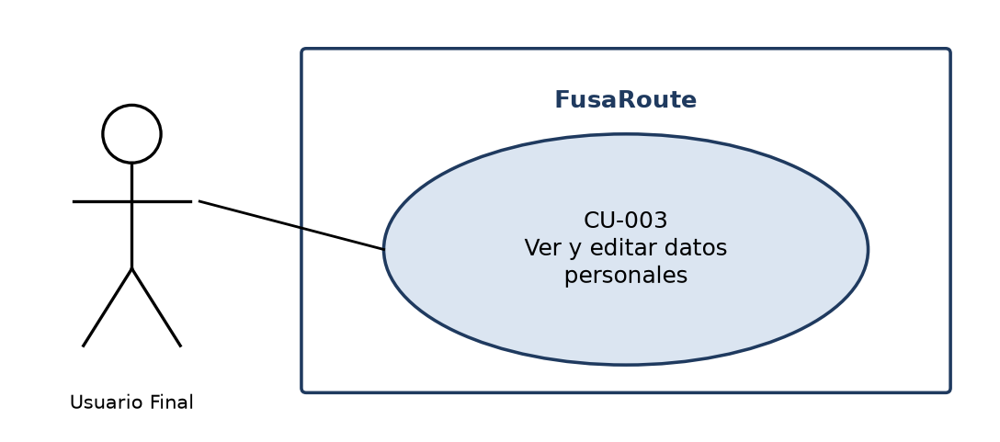 FusaRoute
CU-003
Ver y editar datos
personales
Usuario Final